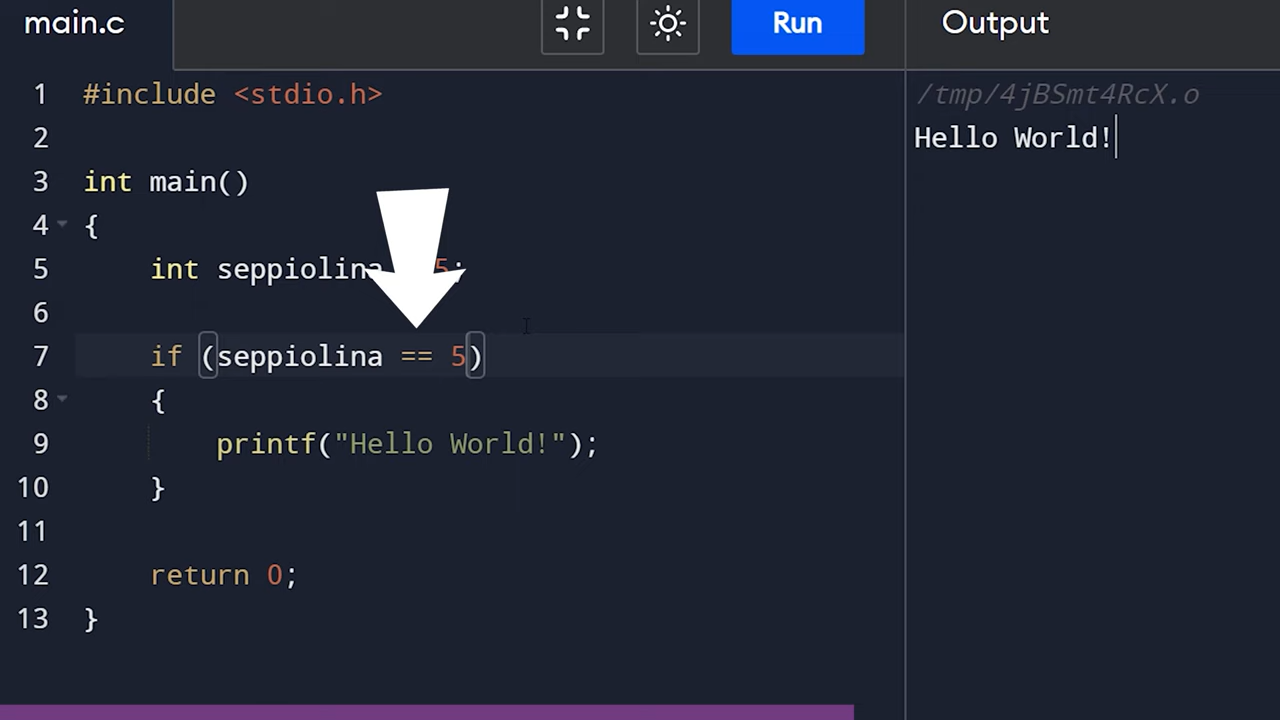 main.c
Run
Output
1 #include <stdio.h>
2
3 int main()
4 {
5 int seppiolina 5;
6
7 if (seppiolina == 5)
8 {
9 printf("Hello World!");
10 }
11
12 return 0;
13 }
/tmp/4jBSmt4RcX.o
Hello World!